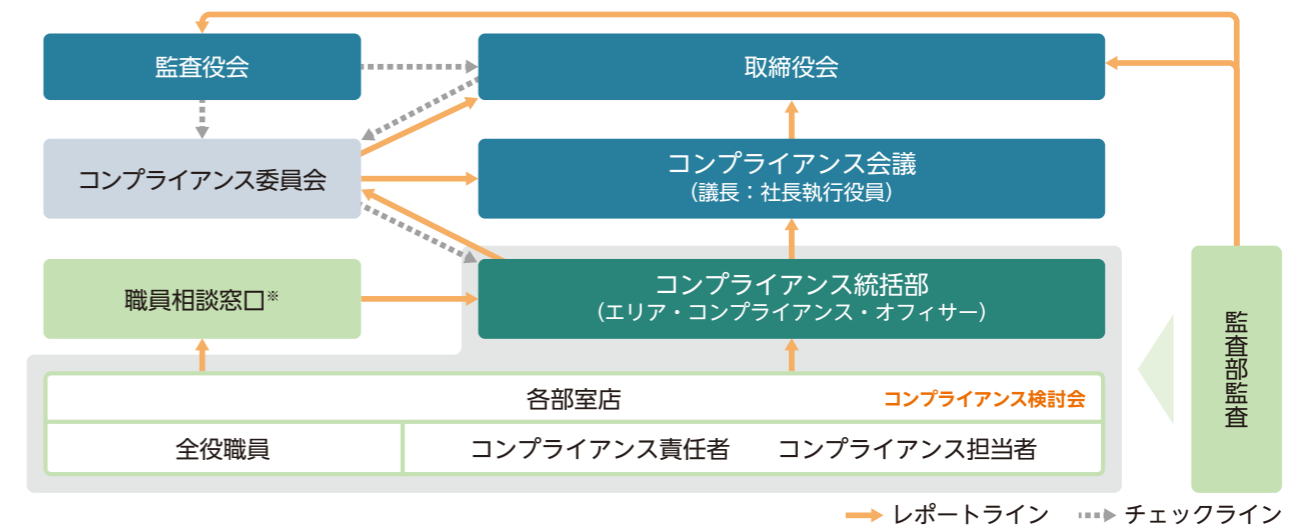 監査役会
取締役会
コンプライアンス委員会
コンプライアンス会議
（議長：社長執行役員）
職員相談窓口※
コンプライアンス統括部
（エリア・コンプライアンス・オフィサー）
監査部監査
各部室店
コンプライアンス検討会
全役職員
コンプライアンス責任者
コンプライアンス担当者
レポートライン
チェックライン